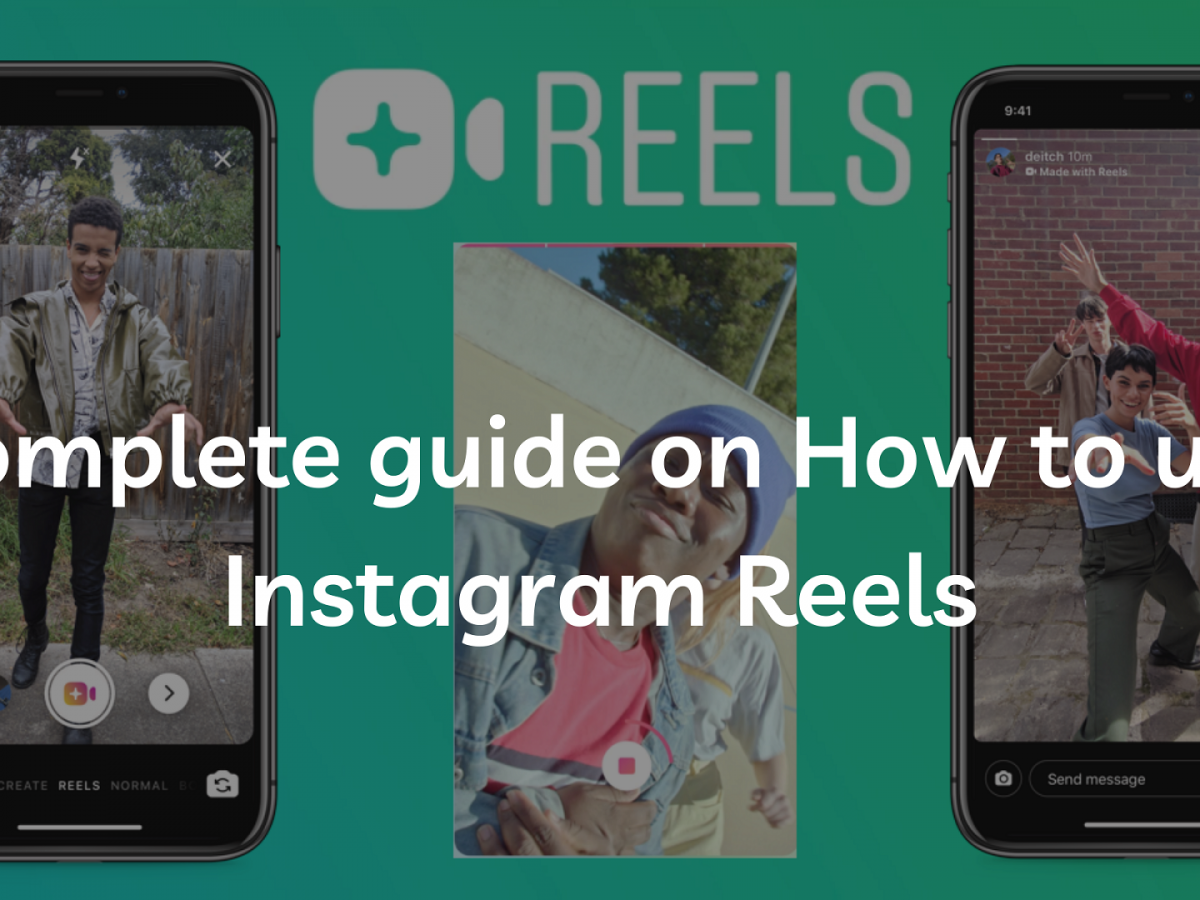 REELS
9:41
deitch 10m
Made with Reels
omplete guide on How to u
Instagram Reels
CREATE REELS NORMAL
Send message